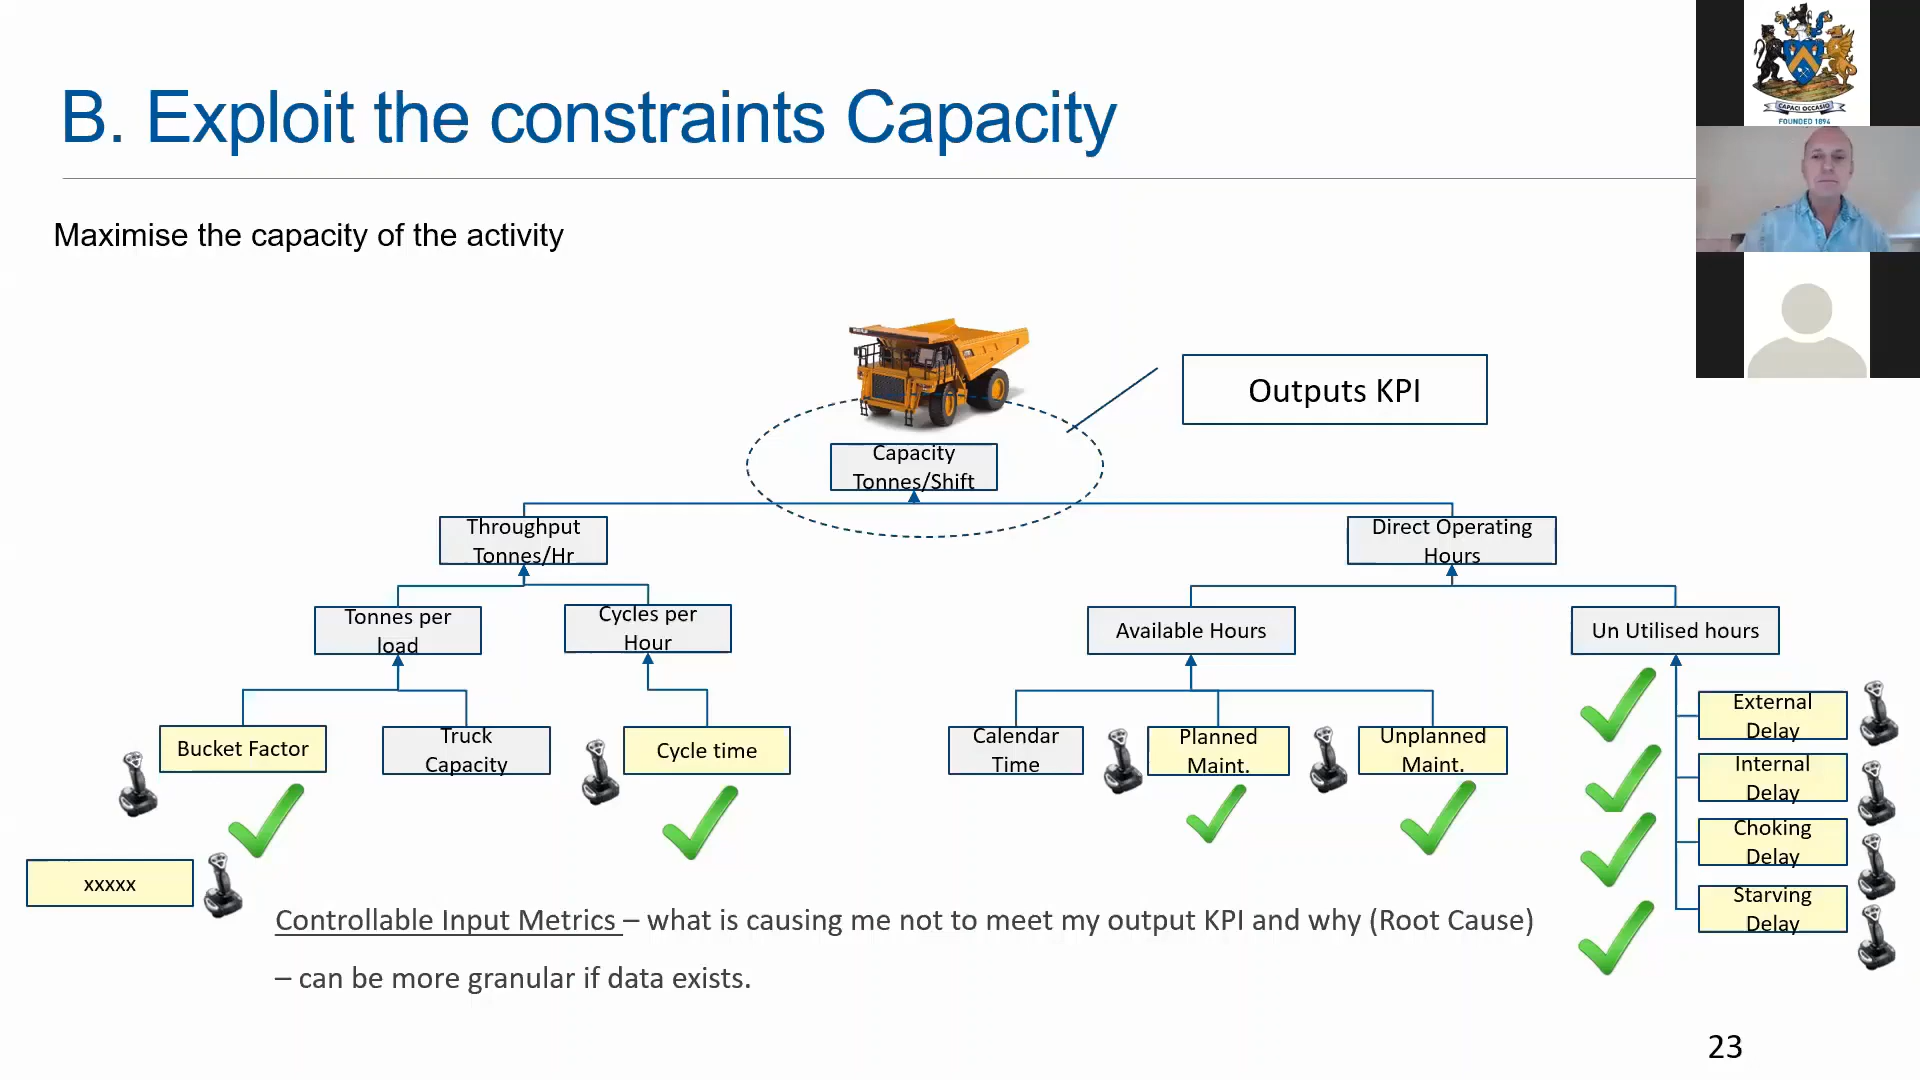 B. Exploit the constraints Capacity
CAPACI OCCASIO
FOUNDED 1894
Maximise the capacity of the activity
Outputs KPI
Capacity
Tonnes/Shift
Throughput
Tonnes/Hr
Direct Operating
Hours
Tonnes per
load
Cycles per
Hour
Available Hours
Un Utilised hours
Bucket Factor
Truck
Capacity
Cycle time
Calendar
Time
Planned
Maint.
Unplanned
Maint.
External
Delay
Internal
Delay
Choking
Delay
Starving
Delay
xxxxx
Controllable Input Metrics – what is causing me not to meet my output KPI and why (Root Cause)
– can be more granular if data exists.
23